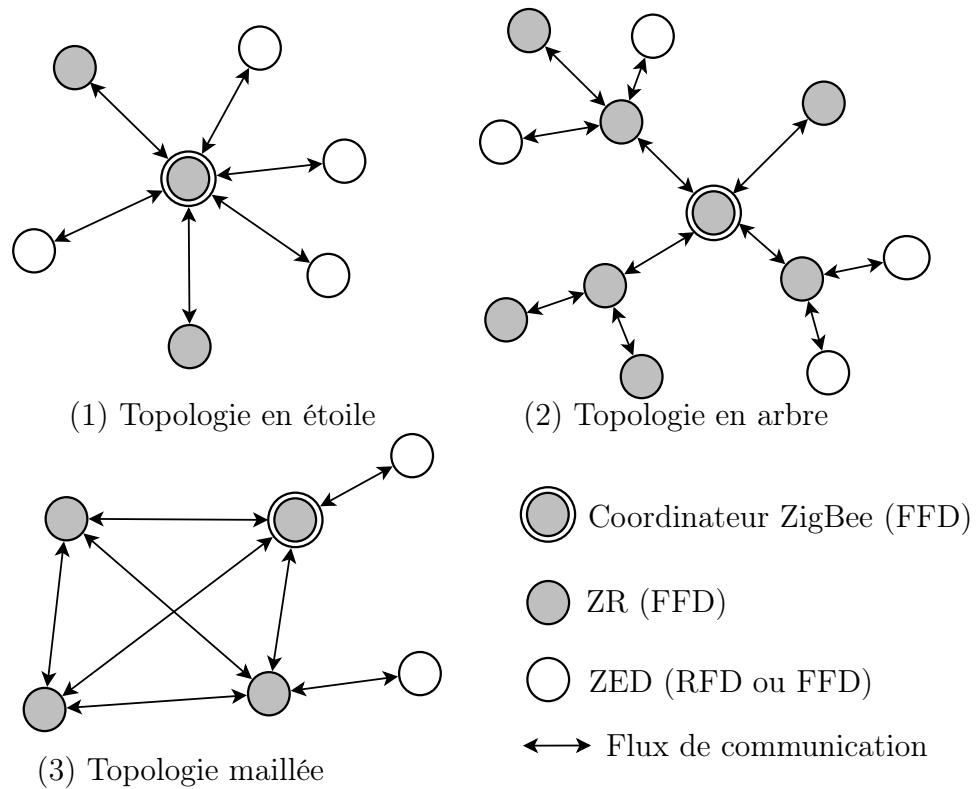 (1) Topologie en étoile
(2) Topologie en arbre
(3) Topologie maillée
Coordinateur ZigBee (FFD)
ZR (FFD)
ZED (RFD ou FFD)
Flux de communication